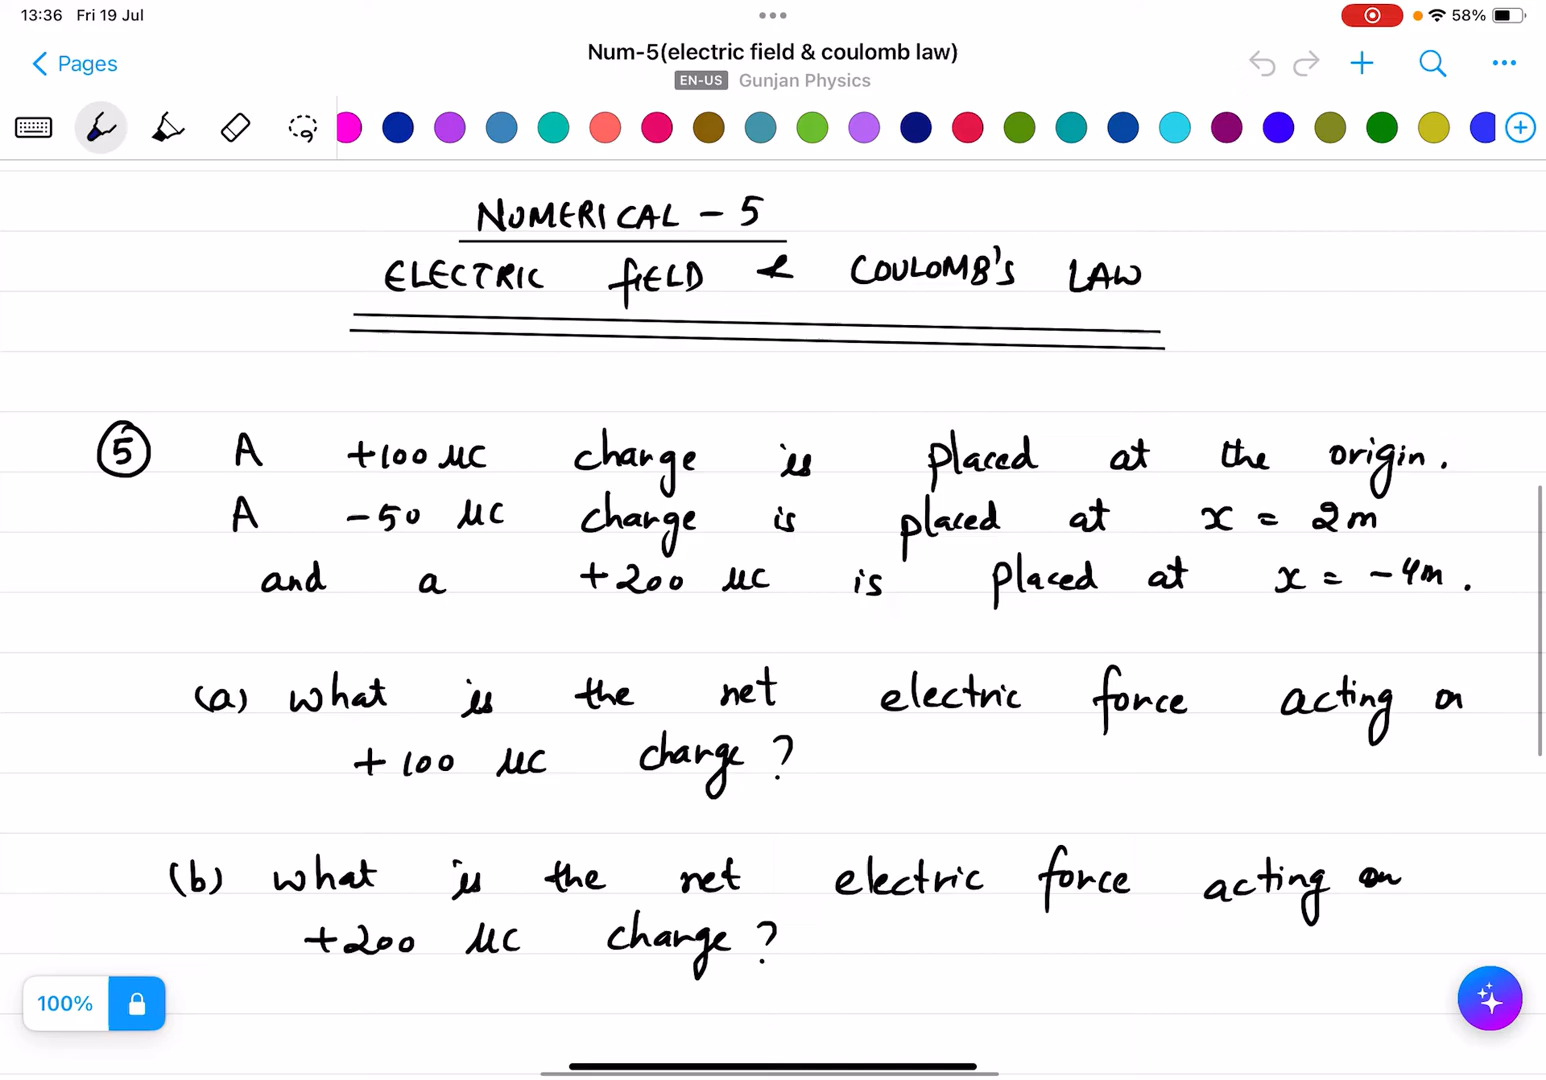 13:36 Fri 19 Jul
58%
Pages
Num-5(electric field & coulomb law)
EN-US Gunjan Physics
NUMERICAL - 5
ELECTRIC fiELD & COULOMB'S LAW
5 A +100 μC charge is placed at the origin.
A -50 μC charge is placed at x = 2m
and a +200 μC is placed at x = -4m.
(a) what is the net electric force acting on
+100 μC charge?
(b) what is the net electric force acting on
+200 μC charge?
100%